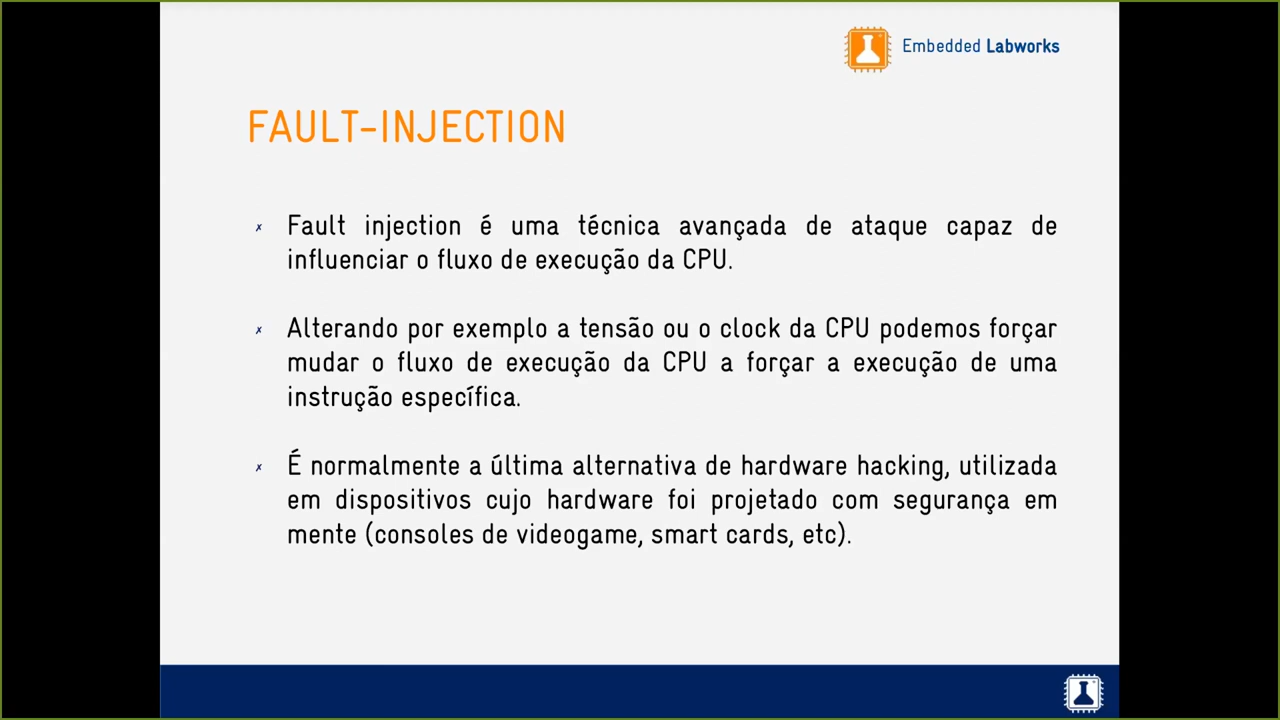 Embedded Labworks
FAULT-INJECTION
✗ Fault injection é uma técnica avançada de ataque capaz de
influenciar o fluxo de execução da CPU.
✗ Alterando por exemplo a tensão ou o clock da CPU podemos forçar
mudar o fluxo de execução da CPU a forçar a execução de uma
instrução específica.
✗ É normalmente a última alternativa de hardware hacking, utilizada
em dispositivos cujo hardware foi projetado com segurança em
mente (consoles de videogame, smart cards, etc).